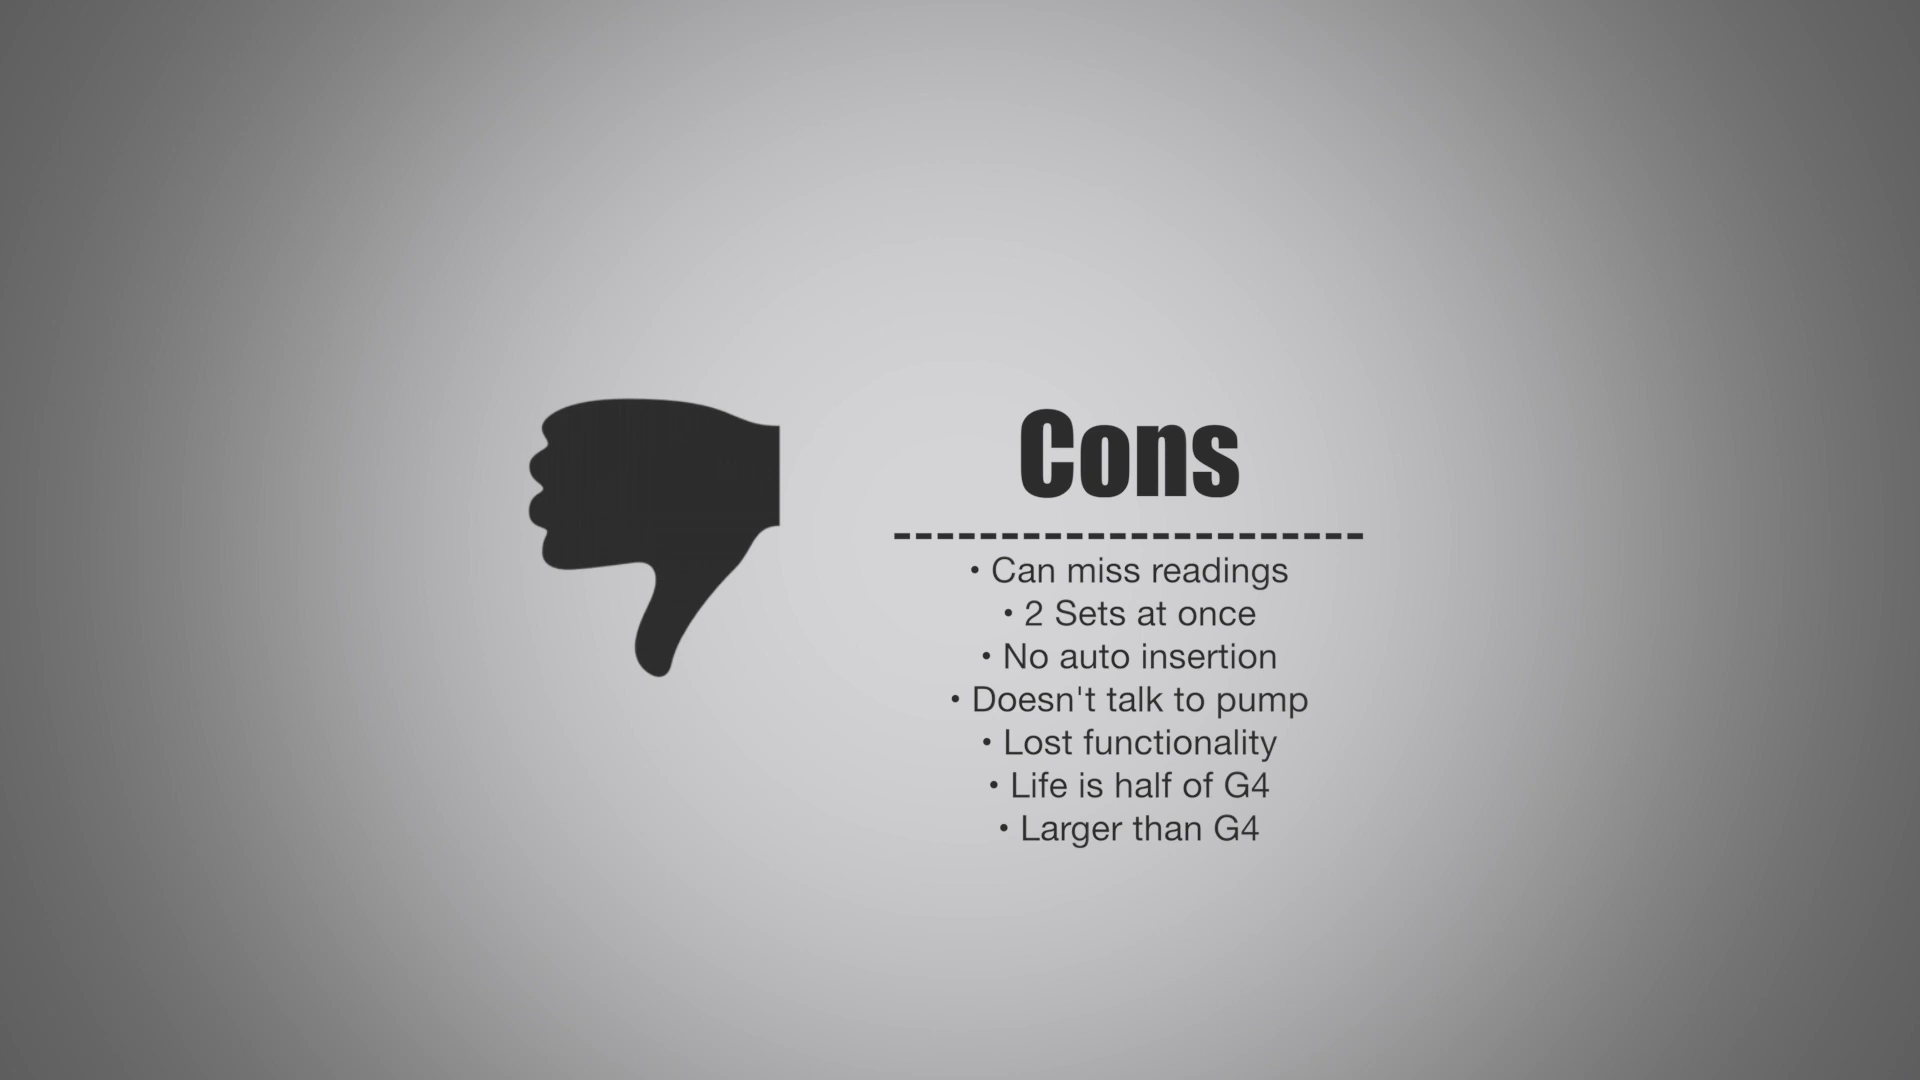 Cons
• Can miss readings
• 2 Sets at once
• No auto insertion
• Doesn't talk to pump
• Lost functionality
• Life is half of G4
• Larger than G4